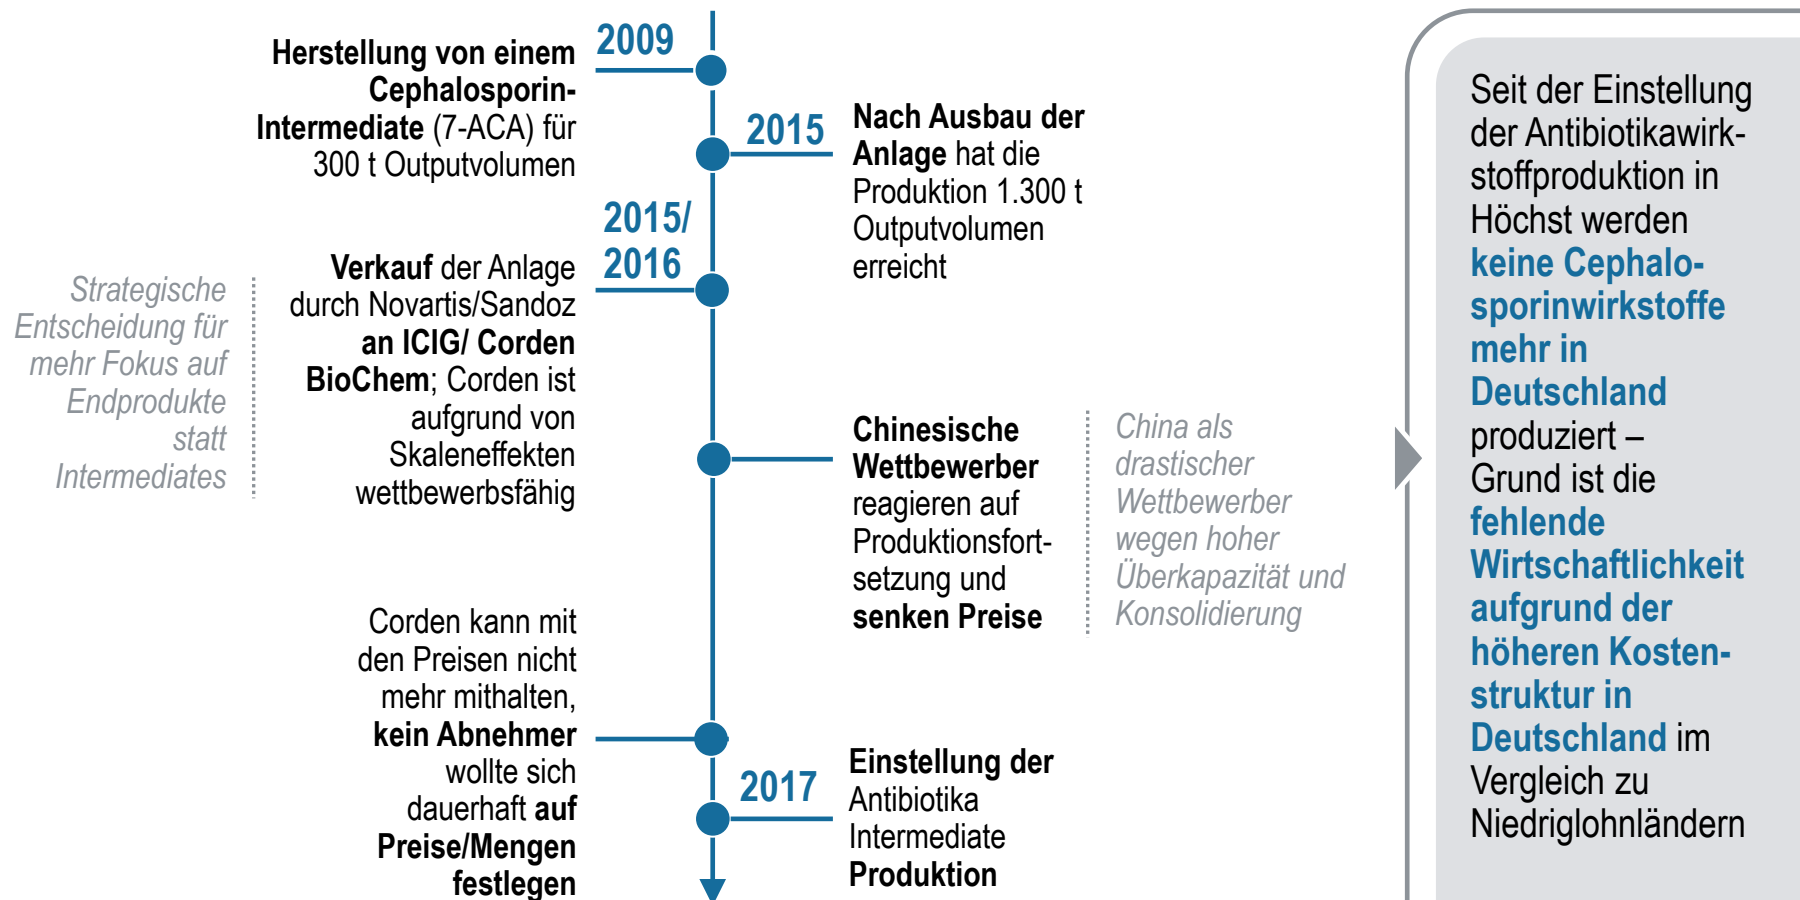 2009
Herstellung von einem
Cephalosporin-
Intermediate (7-ACA) für
300 t Outputvolumen
2015
Nach Ausbau der
Anlage hat die
Produktion 1.300 t
Outputvolumen
erreicht
2015/
2016
Verkauf der Anlage
durch Novartis/Sandoz
an ICIG/ Corden
BioChem; Corden ist
aufgrund von
Skaleneffekten
wettbewerbsfähig
Strategische
Entscheidung für
mehr Fokus auf
Endprodukte
statt
Intermediates
Chinesische
Wettbewerber
reagieren auf
Produktionsfort-
setzung und
senken Preise
China als
drastischer
Wettbewerber
wegen hoher
Überkapazität und
Konsolidierung
Corden kann mit
den Preisen nicht
mehr mithalten,
kein Abnehmer
wollte sich
dauerhaft auf
Preise/Mengen
festlegen
2017
Einstellung der
Antibiotika
Intermediate
Produktion
Seit der Einstellung
der Antibiotikawirk-
stoffproduktion in
Höchst werden
keine Cephalo-
sporinwirkstoffe
mehr in
Deutschland
produziert –
Grund ist die
fehlende
Wirtschaftlichkeit
aufgrund der
höheren Kosten-
struktur in
Deutschland im
Vergleich zu
Niedriglohnländern